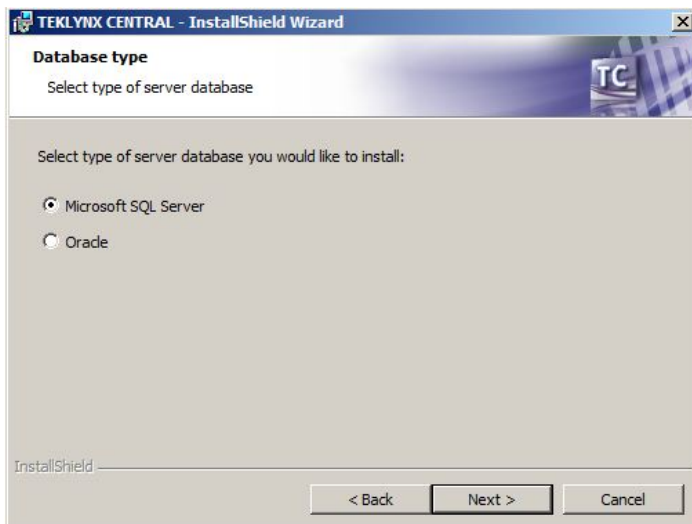 TEKLYNX CENTRAL - InstallShield Wizard
Database type
Select type of server database
TC
Select type of server database you would like to install:
Microsoft SQL Server
Oracle
InstallShield
< Back Next > Cancel